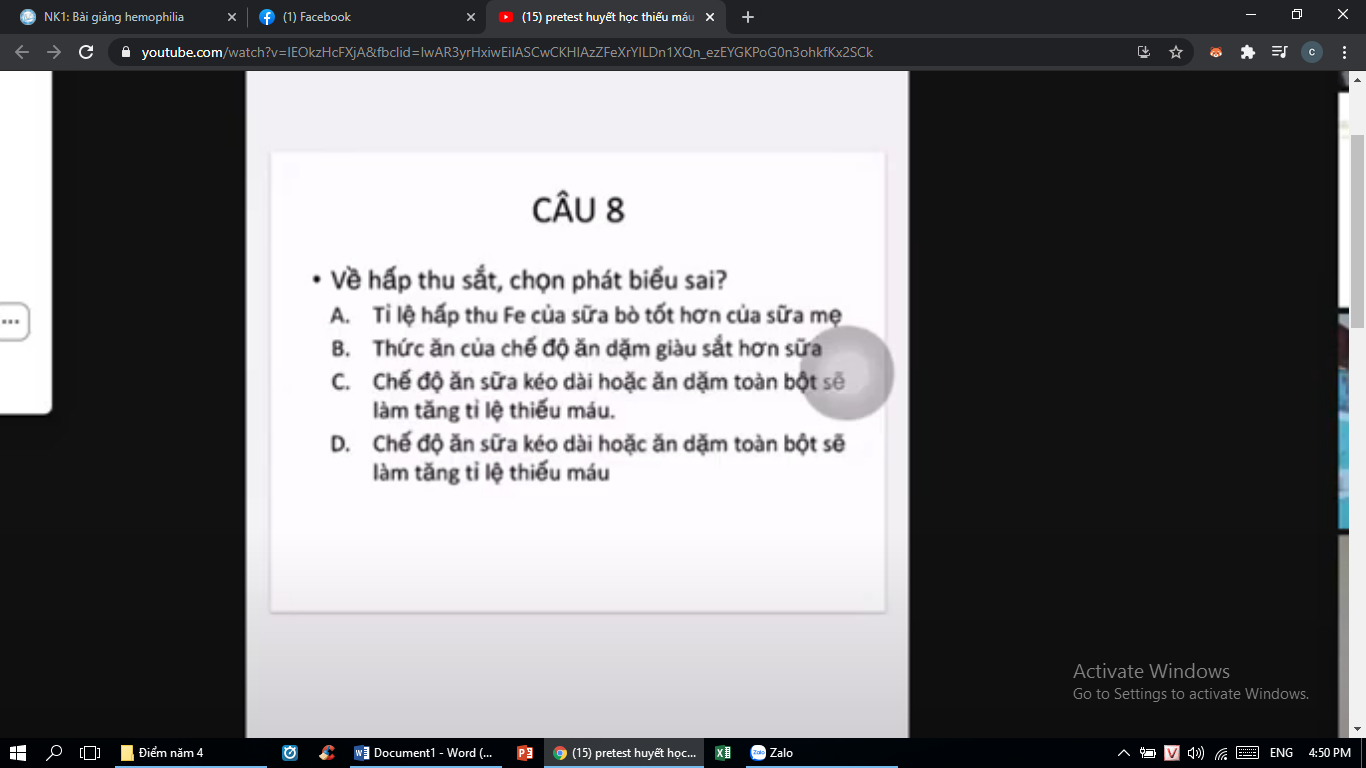 NK1: Bài giảng hemophilia
(1) Facebook
(15) pretest huyết học thiếu máu
youtube.com/watch?v=IEOkzHcFXjA&fbclid=IwAR3yrHxiwEilASCwCKHIAzZFeXrYILDn1XQn_ezEYGKPoG0n3ohkfKx2SCk
CÂU 8
• Về hấp thu sắt, chọn phát biểu sai?
A. Tỉ lệ hấp thu Fe của sữa bò tốt hơn của sữa mẹ
B. Thức ăn của chế độ ăn dặm giàu sắt hơn sữa
C. Chế độ ăn sữa kéo dài hoặc ăn dặm toàn bột sẽ
làm tăng tỉ lệ thiếu máu.
D. Chế độ ăn sữa kéo dài hoặc ăn dặm toàn bột sẽ
làm tăng tỉ lệ thiếu máu
Activate Windows
Go to Settings to activate Windows.
Điểm năm 4
Document1 - Word (...
(15) pretest huyết học...
Zalo
ENG
4:50 PM